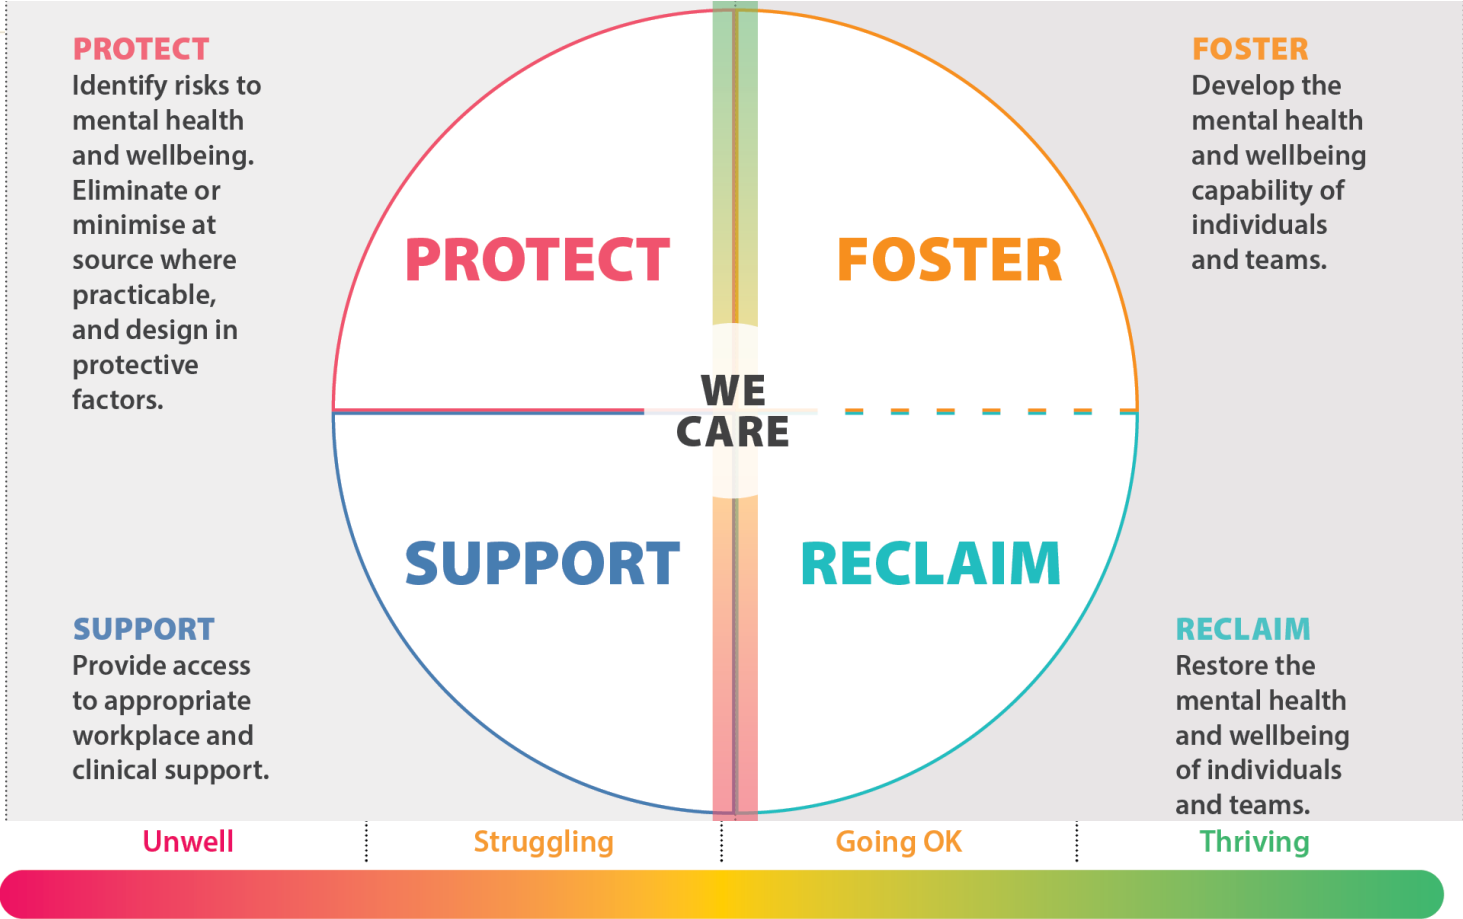 PROTECT
Identify risks to
mental health
and wellbeing.
Eliminate or
minimise at
source where
practicable,
and design in
protective
factors.
FOSTER
Develop the
mental health
and wellbeing
capability of
individuals
and teams.
PROTECT
FOSTER
WE
CARE
SUPPORT
RECLAIM
SUPPORT
Provide access
to appropriate
workplace and
clinical support.
RECLAIM
Restore the
mental health
and wellbeing
of individuals
and teams.
Unwell
Struggling
Going OK
Thriving